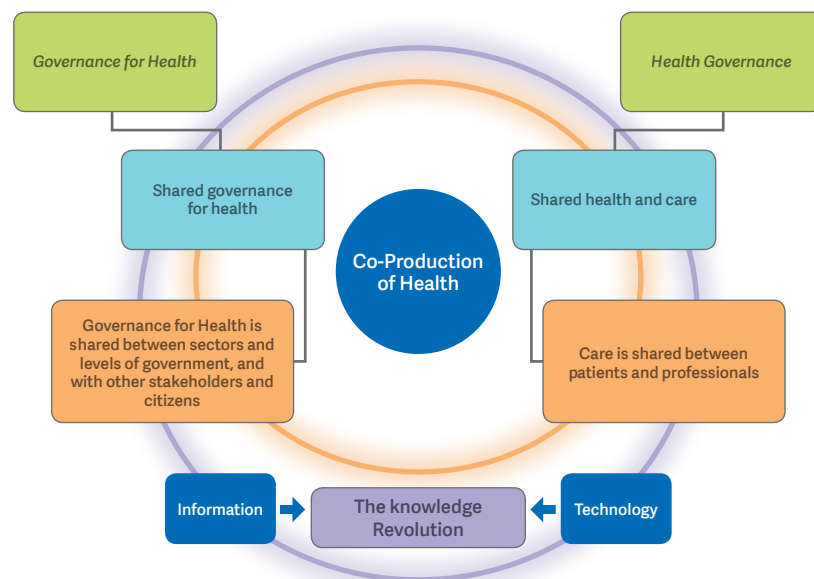 Governance for Health
Health Governance
Shared governance
for health
Shared health and care
Co-Production
of Health
Governance for Health is
shared between sectors and
levels of government, and
with other stakeholders and
citizens
Care is shared between
patients and professionals
Information
The knowledge
Revolution
Technology